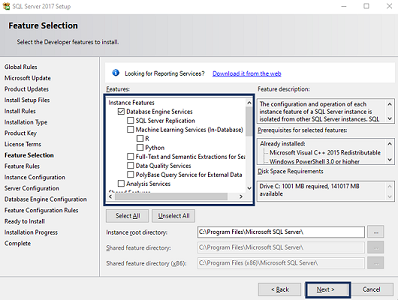 SQL Server 2017 Setup
Feature Selection
Select the Developer features to install.
Global Rules
Microsoft Update
Product Updates
Install Setup Files
Install Rules
Installation Type
Product Key
License Terms
Feature Selection
Feature Rules
Instance Configuration
Server Configuration
Database Engine Configuration
Feature Configuration Rules
Ready to Install
Installation Progress
Complete
Looking for Reporting Services? Download it from the web
Features:
Instance Features
Database Engine Services
SQL Server Replication
Machine Learning Services (In-Database)
R
Python
Full-Text and Semantic Extractions for Sea
Data Quality Services
PolyBase Query Service for External Data
Analysis Services
Shared Features
Feature description:
The configuration and operation of each
instance feature of a SQL Server instance is
isolated from other SQL Server instances. SQL
Prerequisites for selected features:
Already installed:
Microsoft Visual C++ 2015 Redistributable
Windows PowerShell 3.0 or higher
Disk Space Requirements
Drive C: 1001 MB required, 141017 MB
available
Select All
Unselect All
Instance root directory:
C:\Program Files\Microsoft SQL Server\
...
Shared feature directory:
C:\Program Files\Microsoft SQL Server\
...
Shared feature directory (x86):
C:\Program Files (x86)\Microsoft SQL Server\
...
< Back
Next >
Cancel